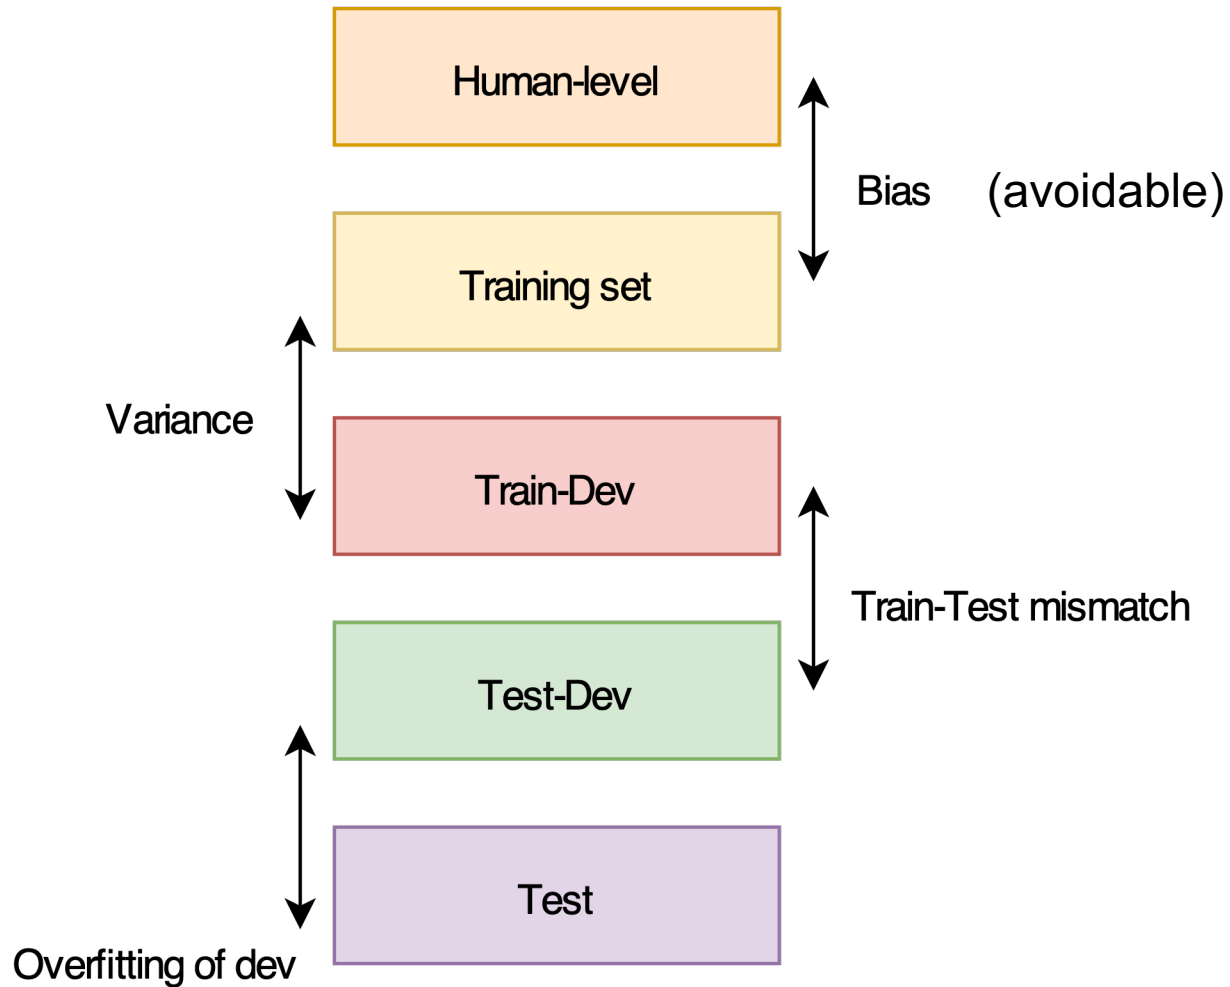 Human-level
Bias (avoidable)
Training set
Variance
Train-Dev
Train-Test mismatch
Test-Dev
Test
Overfitting of dev